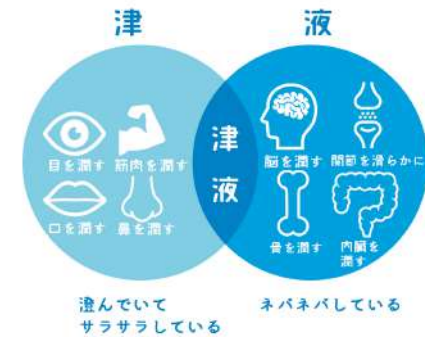 津
液
目を潤す
筋肉を潤す
口を潤す
鼻を潤す
津
液
脳を潤す
関節を滑らかに
骨を潤す
内臓を
潤す
澄んでいて
サラサラしている
ネバネバしている